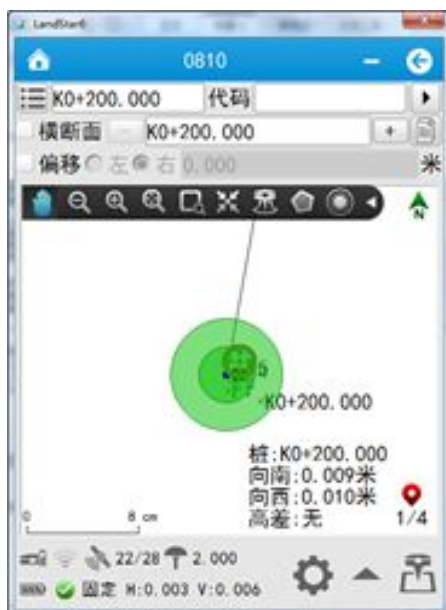 LandStar6
0810
K0+200.000 代码
横断面 K0+200.000
偏移 左 右 0.000 米
N
K0+200.000
桩:K0+200.000
向南:0.009米
向西:0.010米
高差:无
1/4
0 8 cm
22/28 2.000
固定 H:0.003 V:0.006